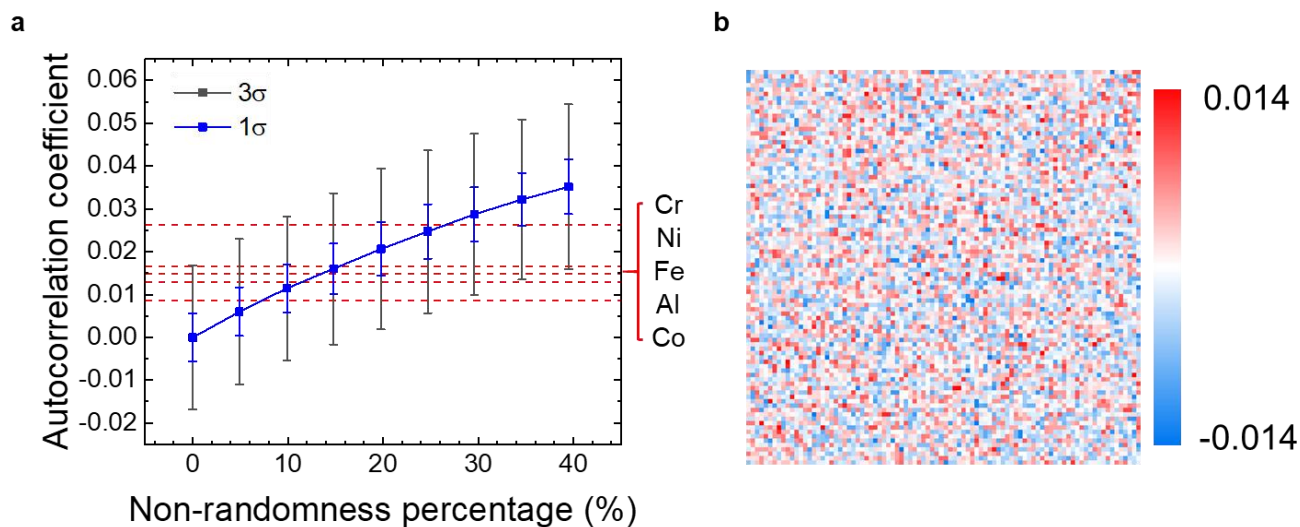 a
Autocorrelation coefficient
0.06
0.05
0.04
0.03
0.02
0.01
0.00
-0.01
-0.02
3σ
1σ
0
10
20
30
40
Non-randomness percentage (%)
Cr
Ni
Fe
Al
Co
b
0.014
-0.014